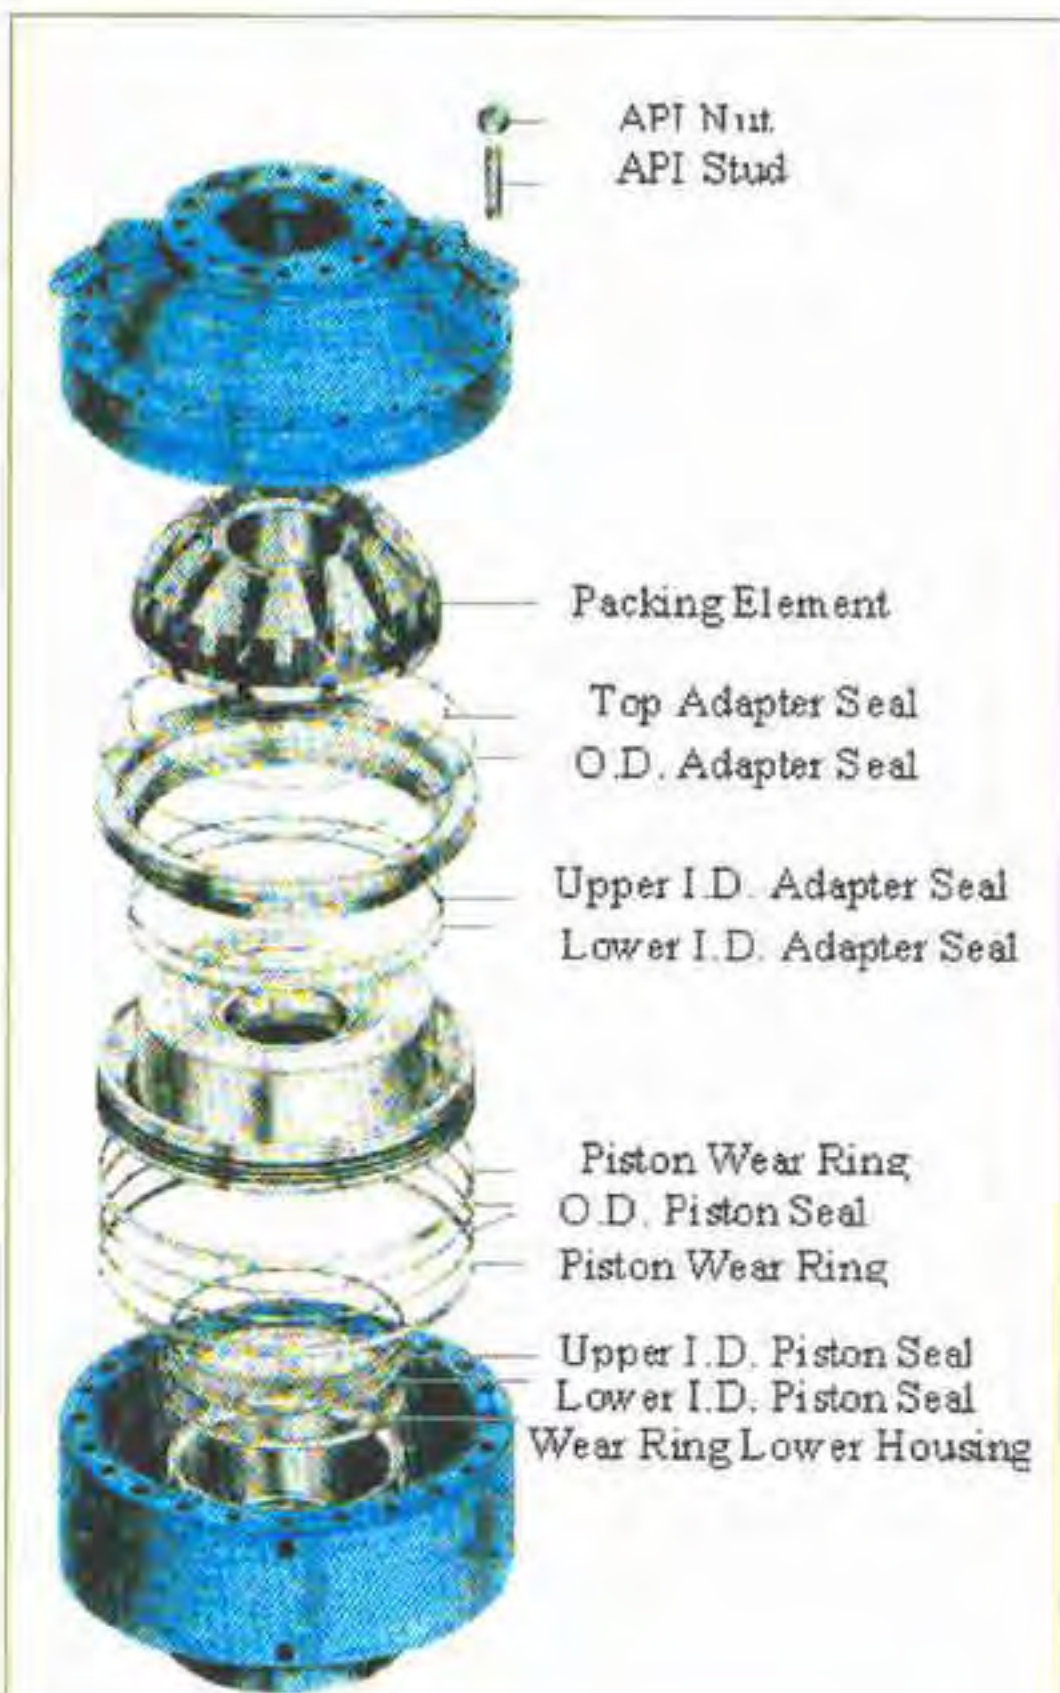 API Nut
API Stud
Packing Element
Top Adapter Seal
O.D. Adapter Seal
Upper I.D. Adapter Seal
Lower I.D. Adapter Seal
Piston Wear Ring
O.D. Piston Seal
Piston Wear Ring
Upper I.D. Piston Seal
Lower I.D. Piston Seal
Wear Ring Lower Housing